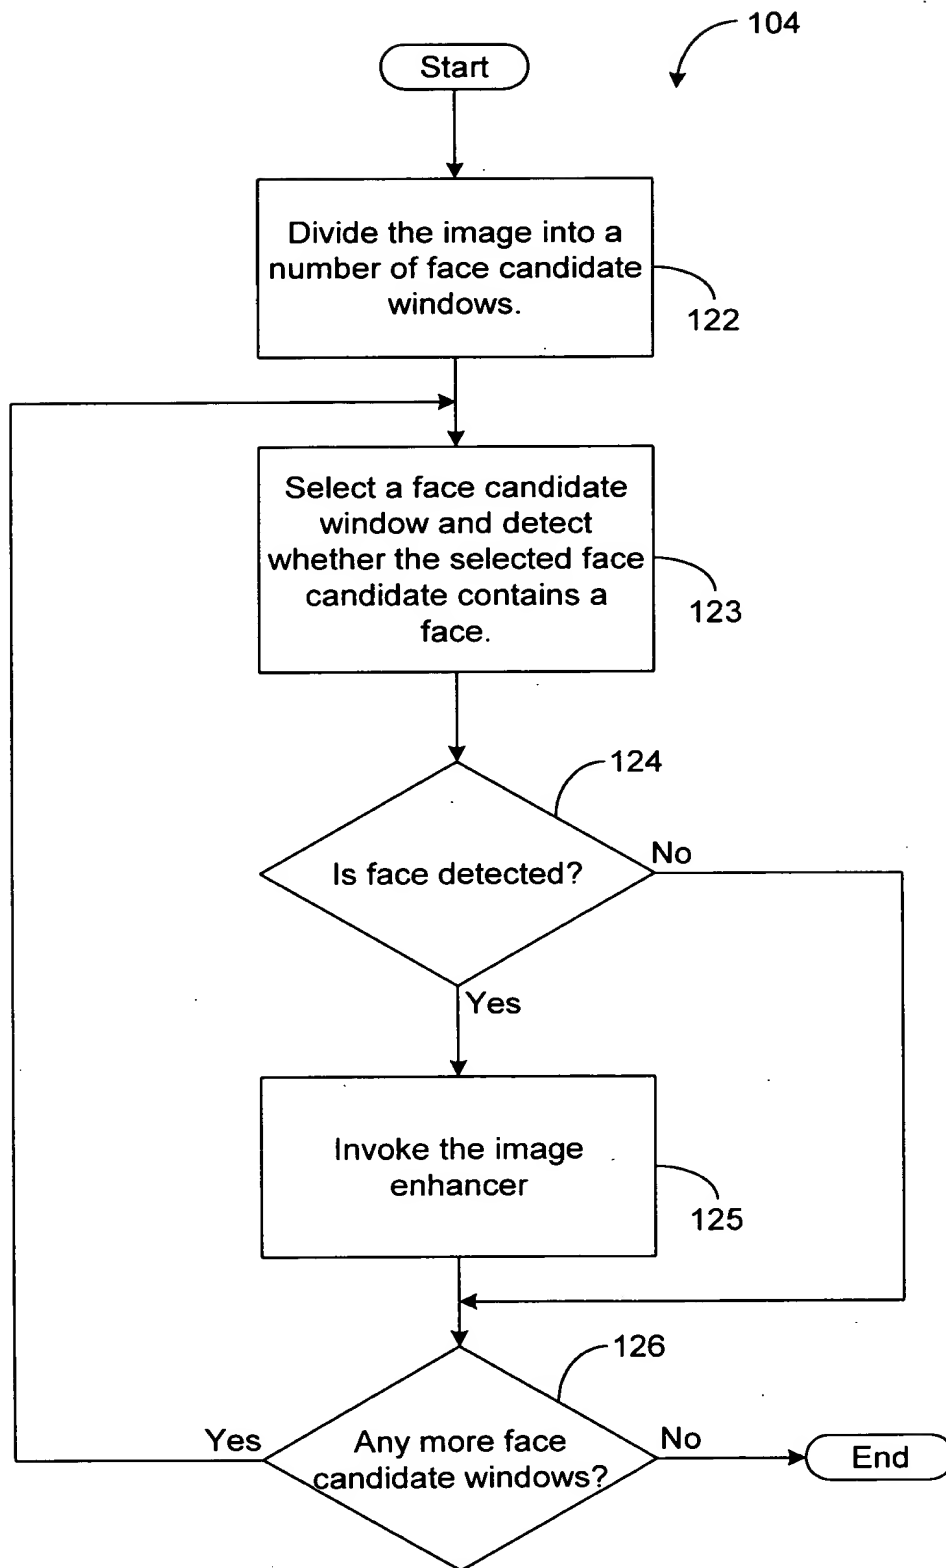 104
Start
Divide the image into a
number of face candidate
windows.
122
Select a face candidate
window and detect
whether the selected face
candidate contains a
face.
123
124
Is face detected?
No
Yes
Invoke the image
enhancer
125
126
Yes
Any more face
candidate windows?
No
End